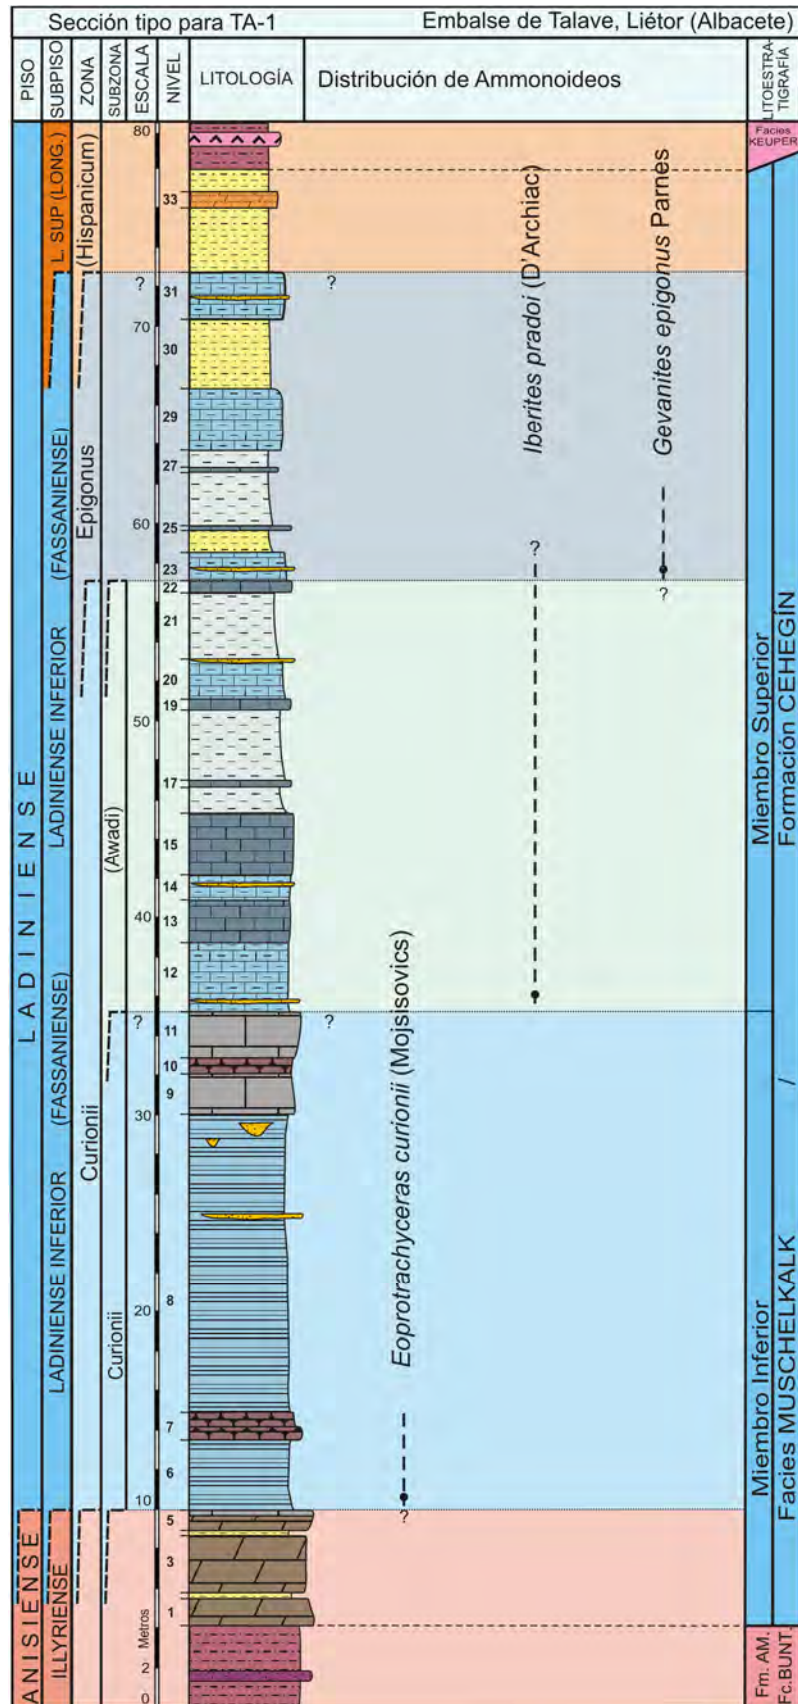 Sección tipo para TA-1
Embalse de Talave, Liétor (Albacete)
PISO
SUBPISO
ZONA
SUBZONA
ESCALA
NIVEL
LITOLOGÍA
Distribución de Ammonoideos
LITOESTRA-
TIGRAFÍA
LADINIENSE
ANISIENSE
L. SUP (LONG.)
LADINIENSE INFERIOR (FASSANIENSE)
LADINIENSE INFERIOR (FASSANIENSE)
ILLYRIENSE
(Hispanicum)
Epigonus
Curionii
(Awadi)
Curionii
80
?
70
60
50
40
?
30
20
10
Metros
2
0
33
31
30
29
27
25
23
22
21
20
19
17
15
14
13
12
11
10
9
8
7
6
5
3
1
?
?
Eoprotrachyceras curionii (Mojsisovics)
?
Iberites pradoi (D'Archiac)
?
Gevanites epigonus Parnes
?
Facies
KEUPER
Miembro Superior
Formación CEHEGÍN
/
Miembro Inferior
Facies MUSCHELKALK
Fm. AM.
Fc.BUNT.